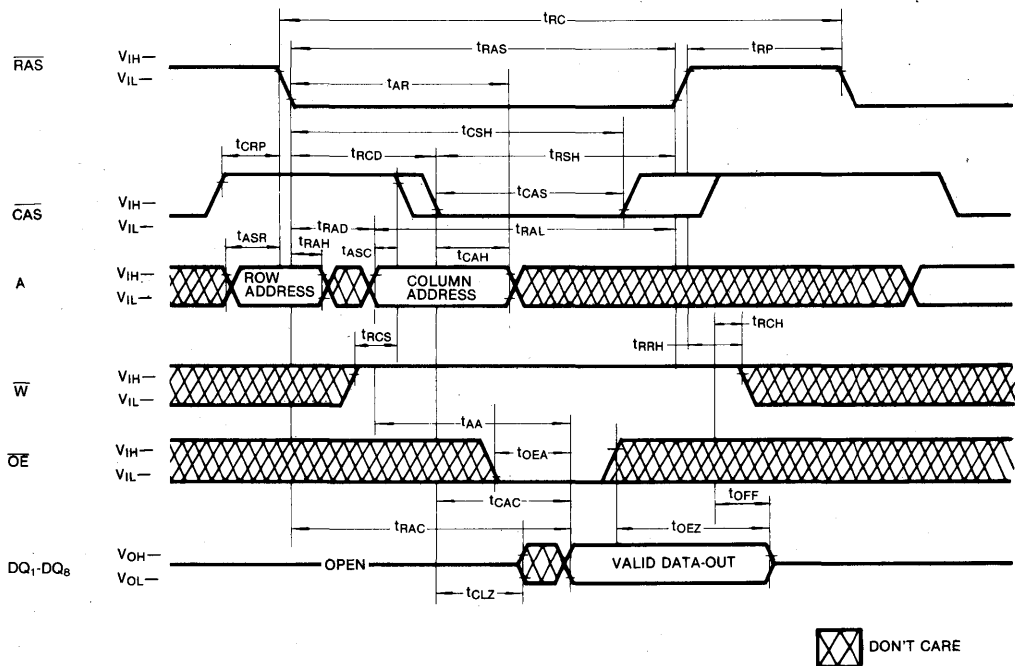 tRC
tRAS
tRP
RAS
VIH—
VIL—
tAR
tCSH
tCRP
tRCD
tRSH
tCAS
CAS
VIH—
VIL—
tRAD
tRAL
tASR
tRAH
tASC
tCAH
A
VIH—
VIL—
ROW
ADDRESS
COLUMN
ADDRESS
tRCS
tRRH
tRCH
W
VIH—
VIL—
tAA
OE
VIH—
VIL—
tOEA
tCAC
tOFF
tRAC
tOEZ
DQ1-DQ8
VOH—
VOL—
OPEN
VALID DATA-OUT
tCLZ
DON'T CARE